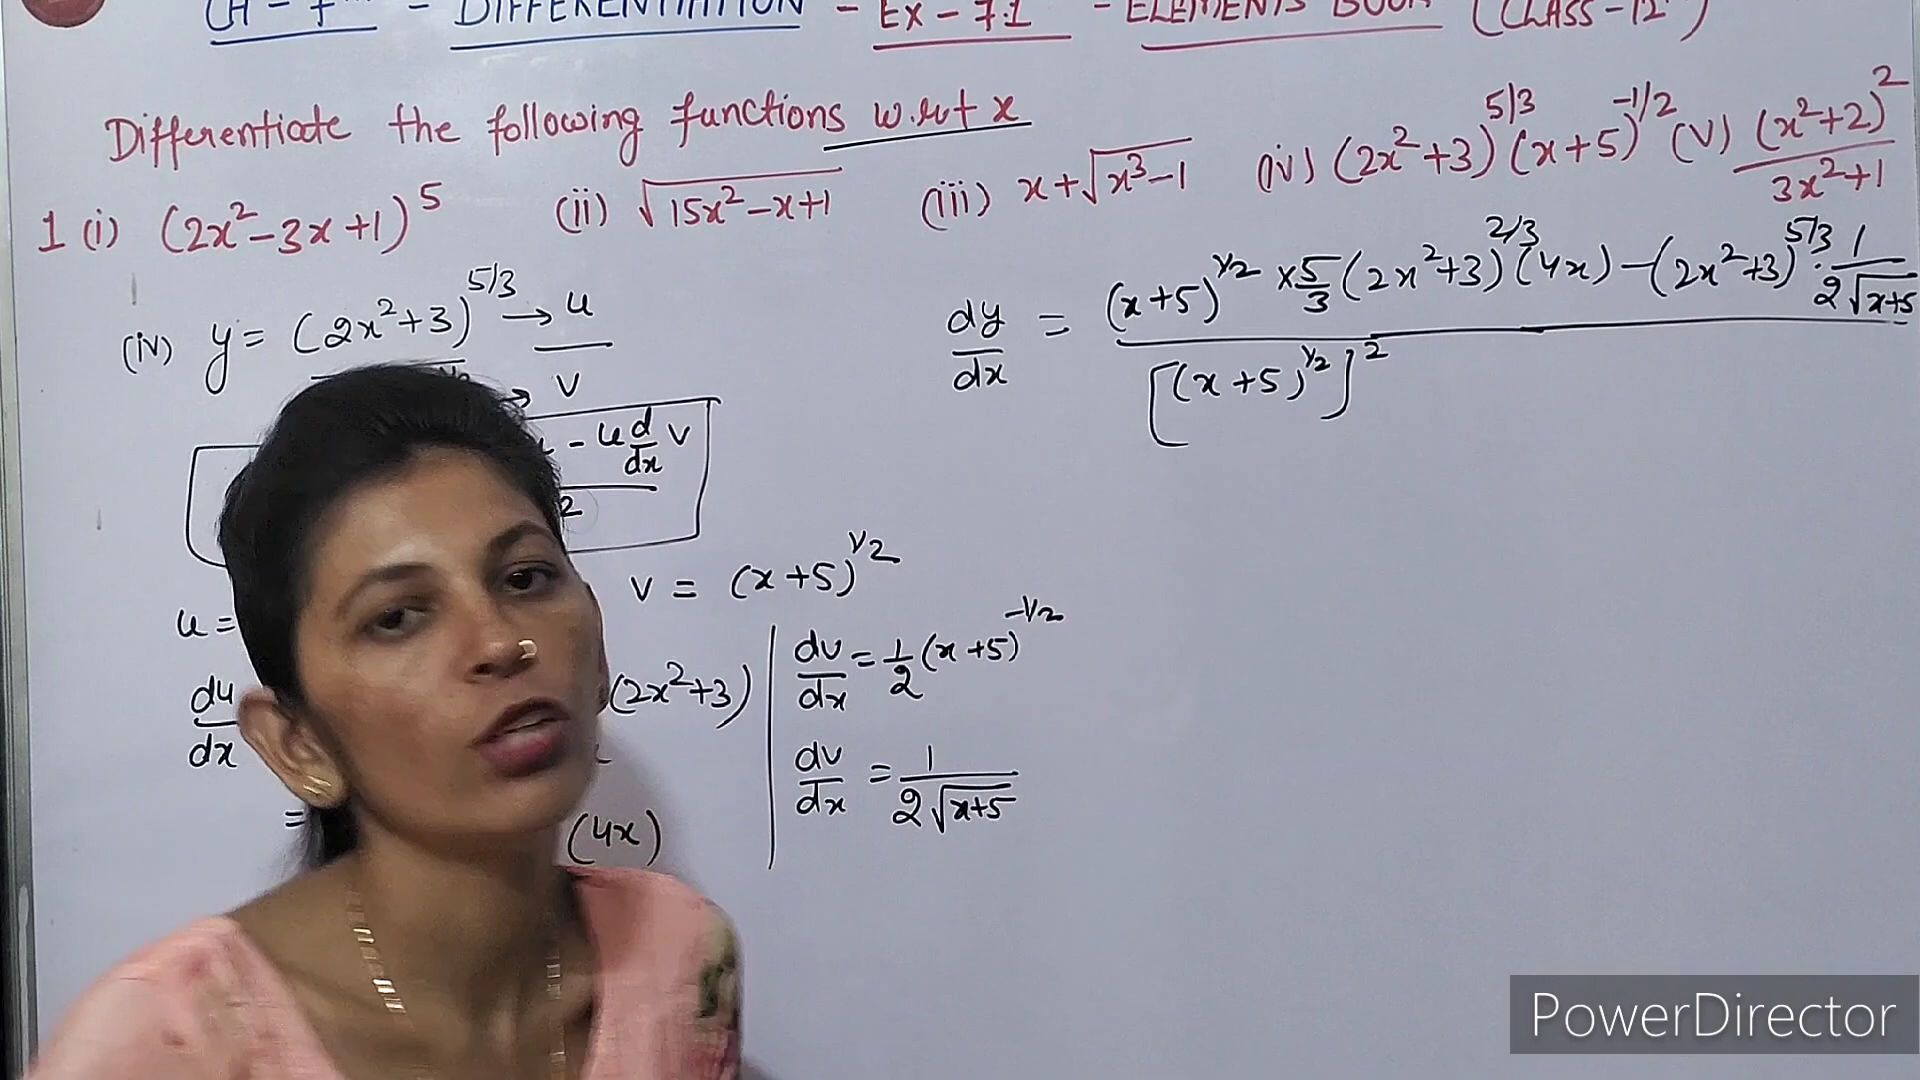 CH - 7th - DIFFERENTIATION - EX - 7.1 - ELEMENTS BOOK (CLASS-12th)
Differentiate the following functions w.r.t x
1 (i) (2x²-3x+1)^5 (ii) √(15x²-x+1) (iii) x+√(x³-1) (iv) (2x²+3)^5/3 (x+5)^-1/2 (v) (x²+2)²/(3x²+1)
(iv) y = (2x²+3)^5/3 → u
→ v
- u d/dx v
2
u =
v = (x+5)^1/2
du/dx
(2x²+3)
dv/dx = 1/2 (x+5)^-1/2
= (4x)
dv/dx = 1/(2√(x+5))
dy/dx = ((x+5)^1/2 × 5/3 (2x²+3)^2/3 (4x) - (2x²+3)^5/3 · 1/(2√(x+5)))/[(x+5)^1/2]²
PowerDirector